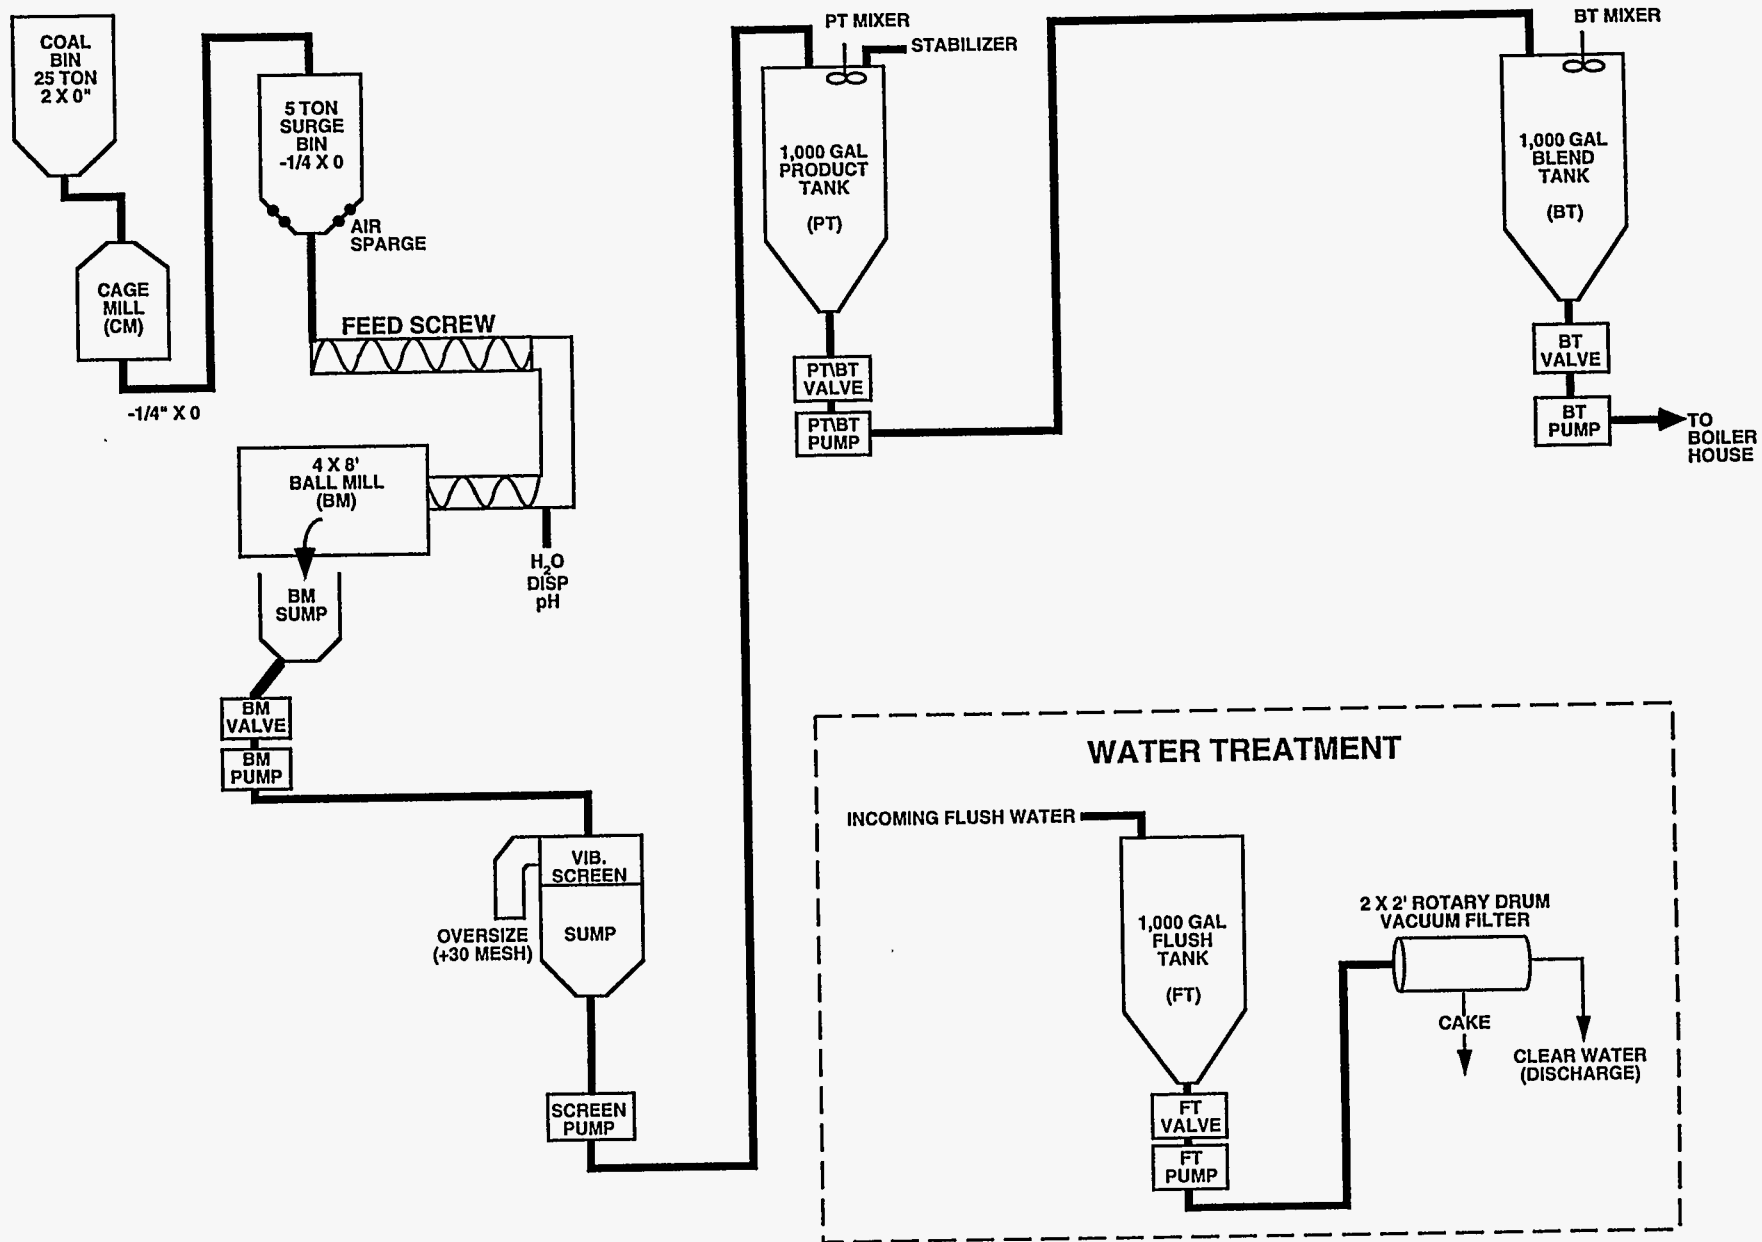 COAL
BIN
25 TON
2 X 0"
5 TON
SURGE
BIN
-1/4 X 0
AIR
SPARGE
CAGE
MILL
(CM)
-1/4" X 0
FEED SCREW
4 X 8'
BALL MILL
(BM)
H2O
DISP
pH
BM
SUMP
BM
VALVE
BM
PUMP
VIB.
SCREEN
OVERSIZE
(+30 MESH)
SUMP
SCREEN
PUMP
PT MIXER
STABILIZER
1,000 GAL
PRODUCT
TANK
(PT)
PT\BT
VALVE
PT\BT
PUMP
BT MIXER
1,000 GAL
BLEND
TANK
(BT)
BT
VALVE
BT
PUMP
TO
BOILER
HOUSE
WATER TREATMENT
INCOMING FLUSH WATER
1,000 GAL
FLUSH
TANK
(FT)
FT
VALVE
FT
PUMP
2 X 2' ROTARY DRUM
VACUUM FILTER
CAKE
CLEAR WATER
(DISCHARGE)